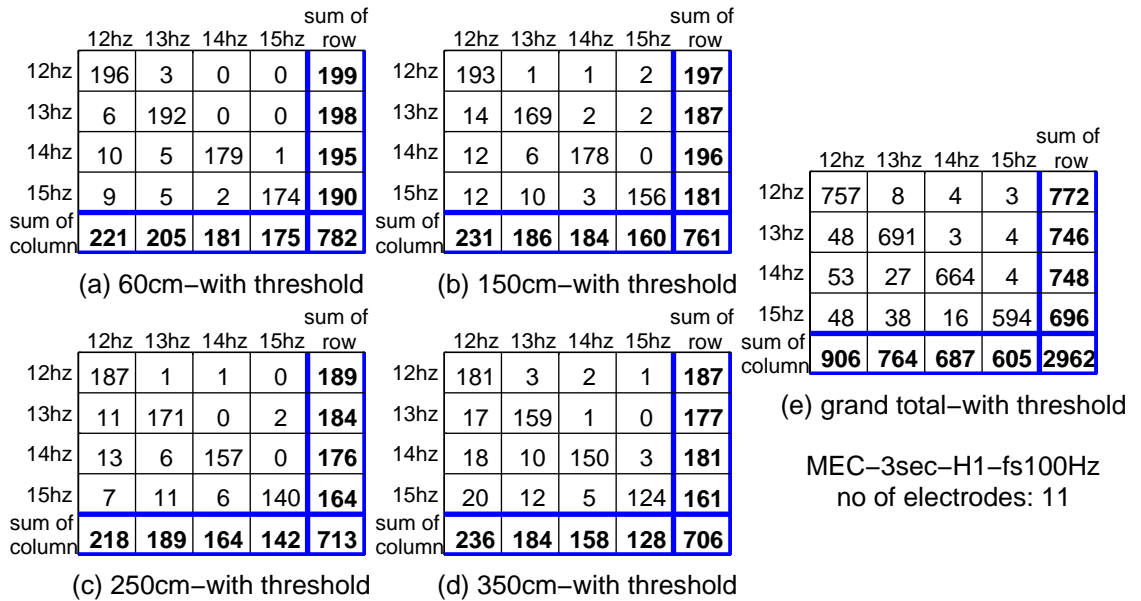 sum of
12hz 13hz 14hz 15hz row
12hz 196 3 0 0 199
13hz 6 192 0 0 198
14hz 10 5 179 1 195
15hz 9 5 2 174 190
sum of
column 221 205 181 175 782
(a) 60cm−with threshold
sum of
12hz 13hz 14hz 15hz row
12hz 193 1 1 2 197
13hz 14 169 2 2 187
14hz 12 6 178 0 196
15hz 12 10 3 156 181
sum of
column 231 186 184 160 761
(b) 150cm−with threshold
sum of
12hz 13hz 14hz 15hz row
12hz 187 1 1 0 189
13hz 11 171 0 2 184
14hz 13 6 157 0 176
15hz 7 11 6 140 164
sum of
column 218 189 164 142 713
(c) 250cm−with threshold
sum of
12hz 13hz 14hz 15hz row
12hz 181 3 2 1 187
13hz 17 159 1 0 177
14hz 18 10 150 3 181
15hz 20 12 5 124 161
sum of
column 236 184 158 128 706
(d) 350cm−with threshold
sum of
12hz 13hz 14hz 15hz row
12hz 757 8 4 3 772
13hz 48 691 3 4 746
14hz 53 27 664 4 748
15hz 48 38 16 594 696
sum of
column 906 764 687 605 2962
(e) grand total−with threshold
MEC−3sec−H1−fs100Hz
no of electrodes: 11